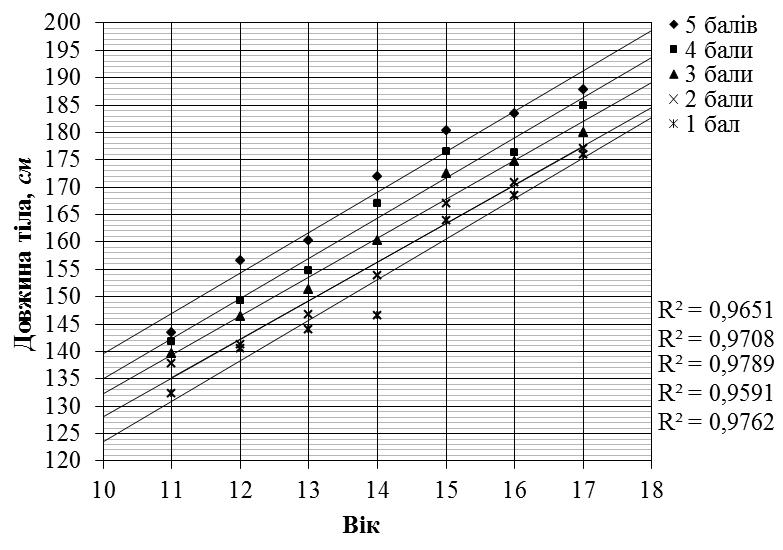 200
195
190
185
180
175
170
165
160
155
150
145
140
135
130
125
120
Довжина тіла, см
10 11 12 13 14 15 16 17 18
Вік
5 балів
4 бали
3 бали
2 бали
1 бал
R² = 0,9651
R² = 0,9708
R² = 0,9789
R² = 0,9591
R² = 0,9762